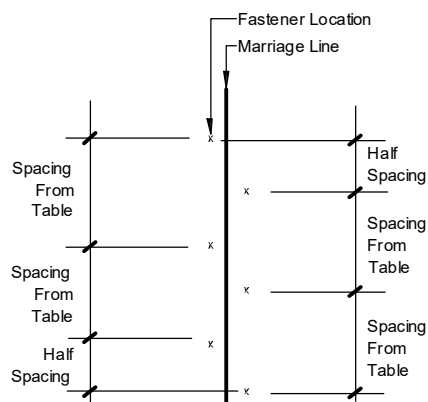 Fastener Location
Marriage Line
x
Half
Spacing
Spacing
From
Table
x
Spacing
From
Table
x
Spacing
From
Table
x
Spacing
From
Table
x
Half
Spacing
x